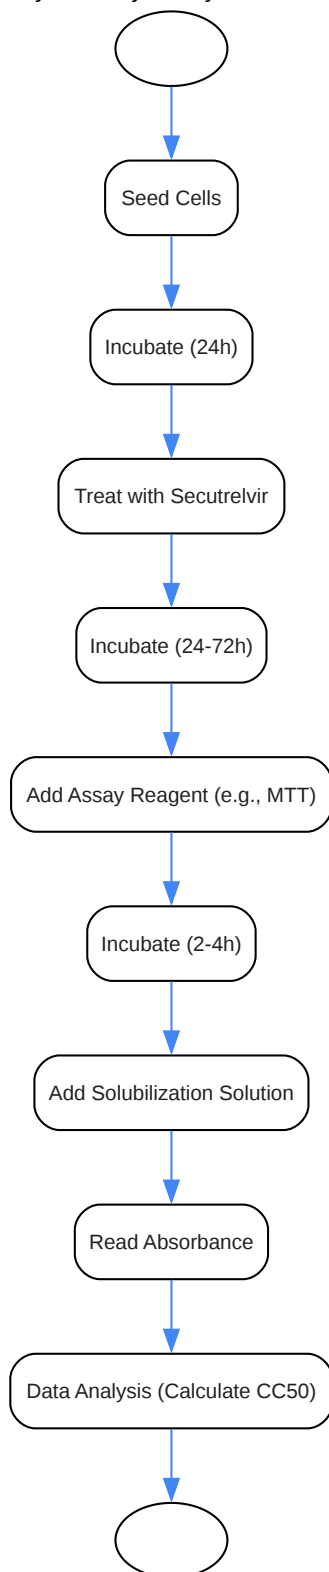 Seed Cells
Incubate (24h)
Treat with Secutrelvir
Incubate (24-72h)
Add Assay Reagent (e.g., MTT)
Incubate (2-4h)
Add Solubilization Solution
Read Absorbance
Data Analysis (Calculate CC50)